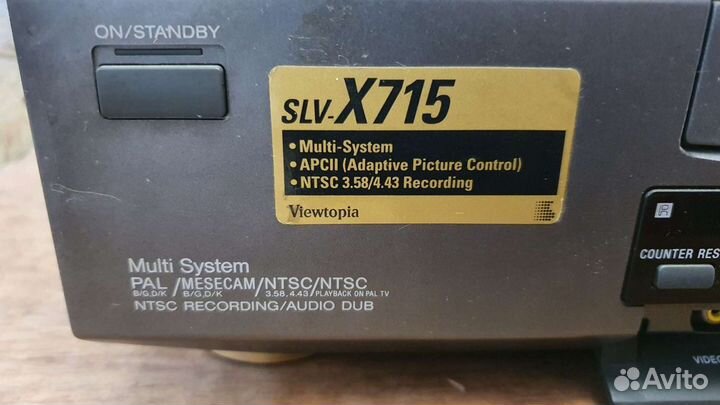 ON/STANDBY
SLV-X715
• Multi-System
• APCII (Adaptive Picture Control)
• NTSC 3.58/4.43 Recording
Viewtopia
Multi System
PAL/MESECAM/NTSC/NTSC
B/G,D/K B/G,D/K 3.58,4.43 PLAYBACK ON PAL TV
NTSC RECORDING/AUDIO DUB
COUNTER RES
VIDEO
Avito